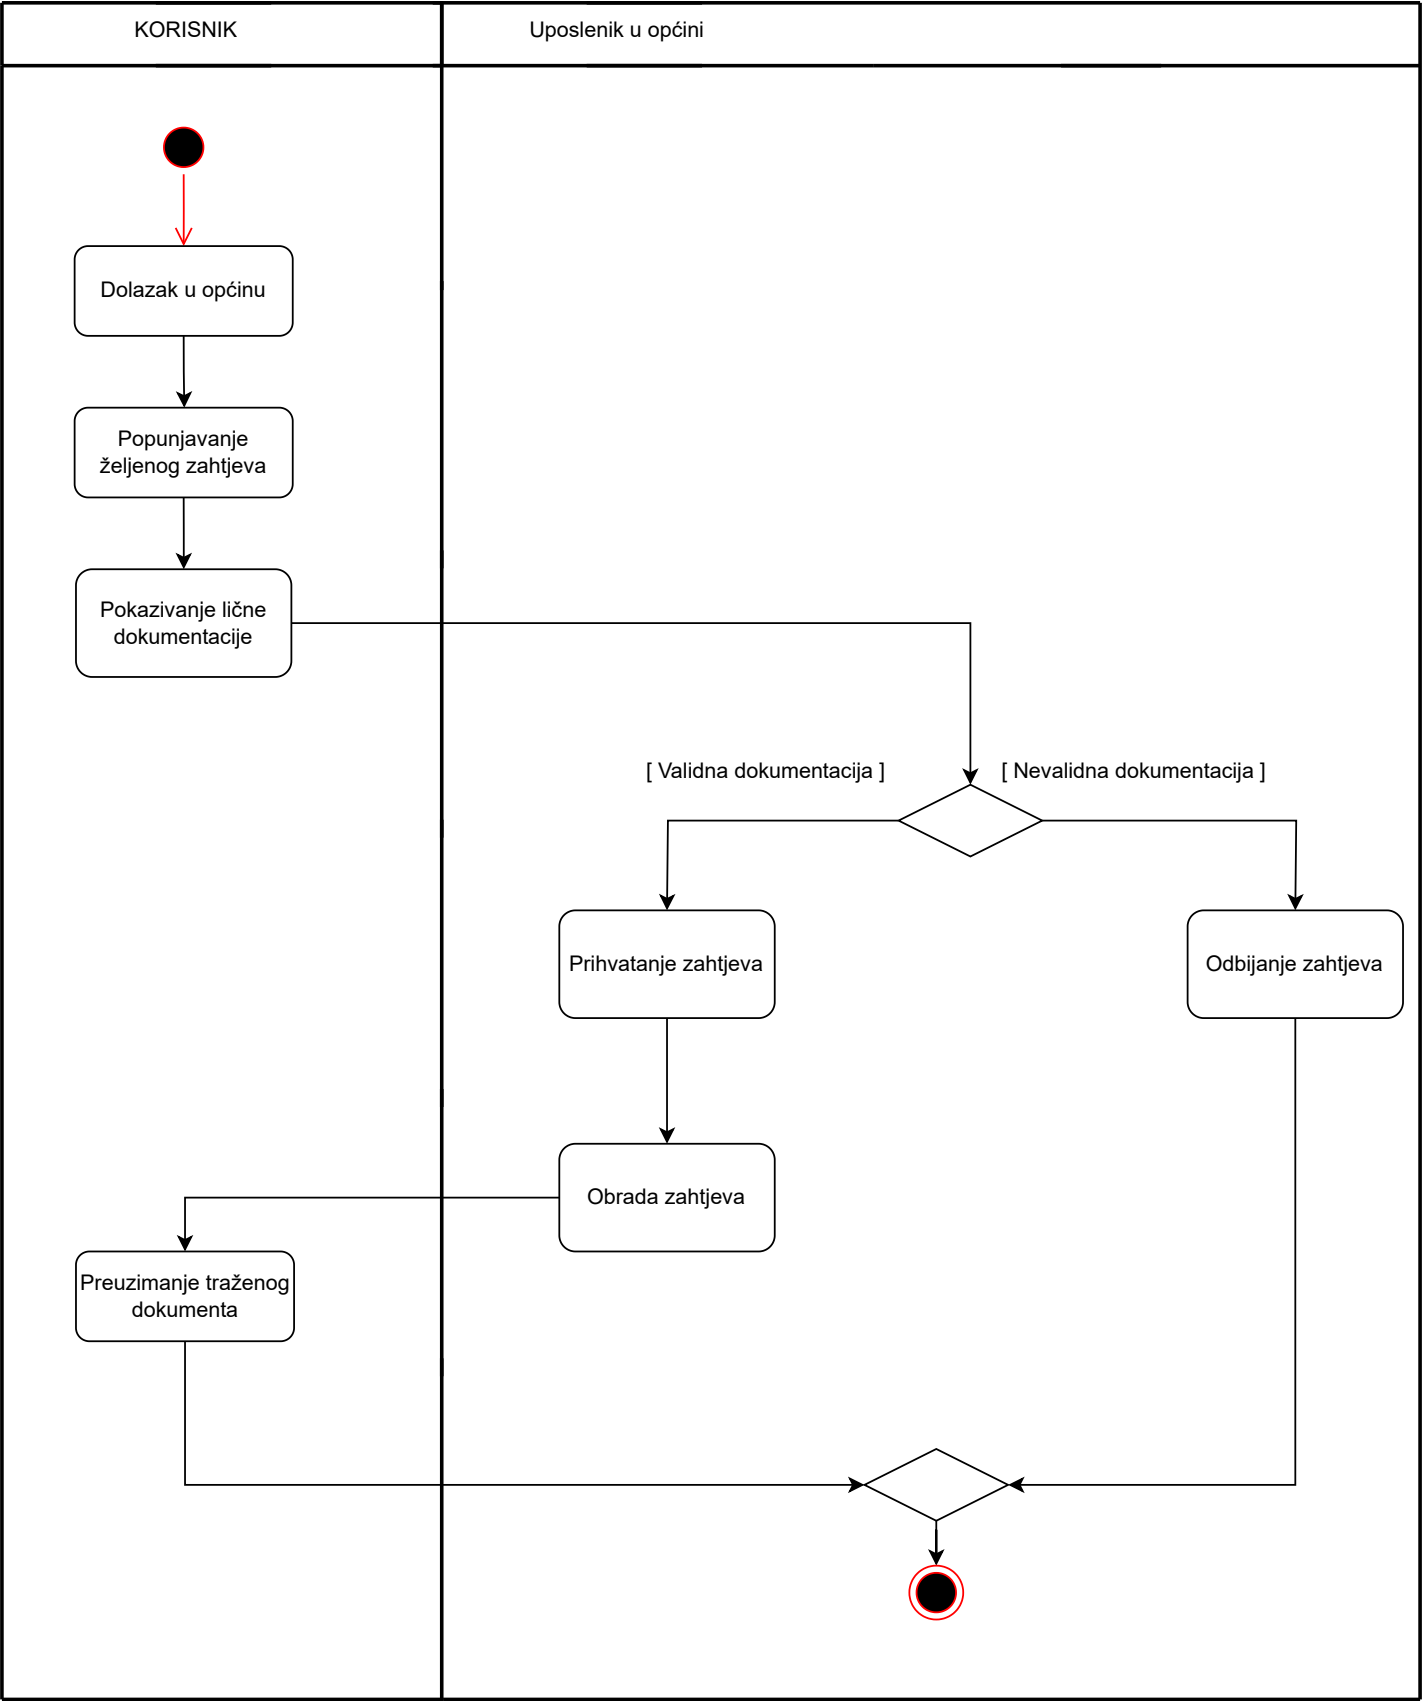 KORISNIK
Uposlenik u općini
Dolazak u općinu
Popunjavanje
željenog zahtjeva
Pokazivanje lične
dokumentacije
[ Validna dokumentacija ]
[ Nevalidna dokumentacija ]
Prihvatanje zahtjeva
Odbijanje zahtjeva
Obrada zahtjeva
Preuzimanje traženog
dokumenta